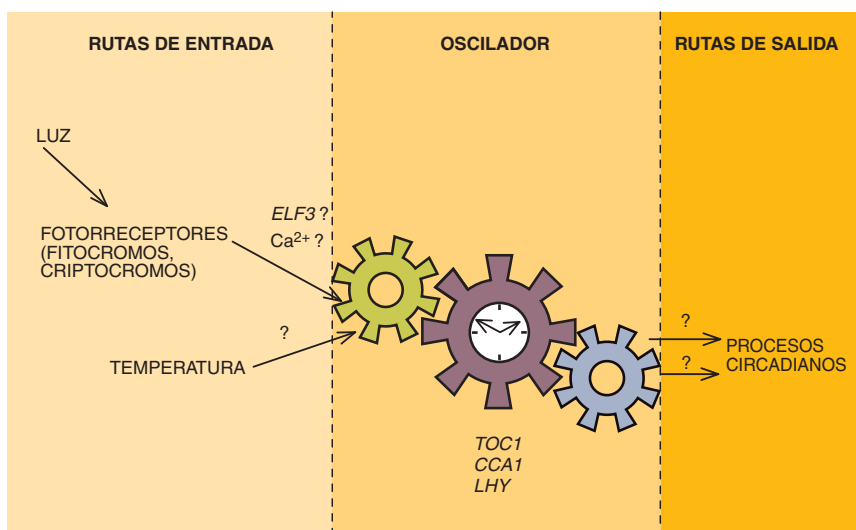 RUTAS DE ENTRADA
OSCILADOR
RUTAS DE SALIDA
LUZ
FOTORRECEPTORES
(FITOCROMOS,
CRIPTOCROMOS)
ELF3 ?
Ca²⁺ ?
?
TEMPERATURA
TOC1
CCA1
LHY
?
?
PROCESOS
CIRCADIANOS